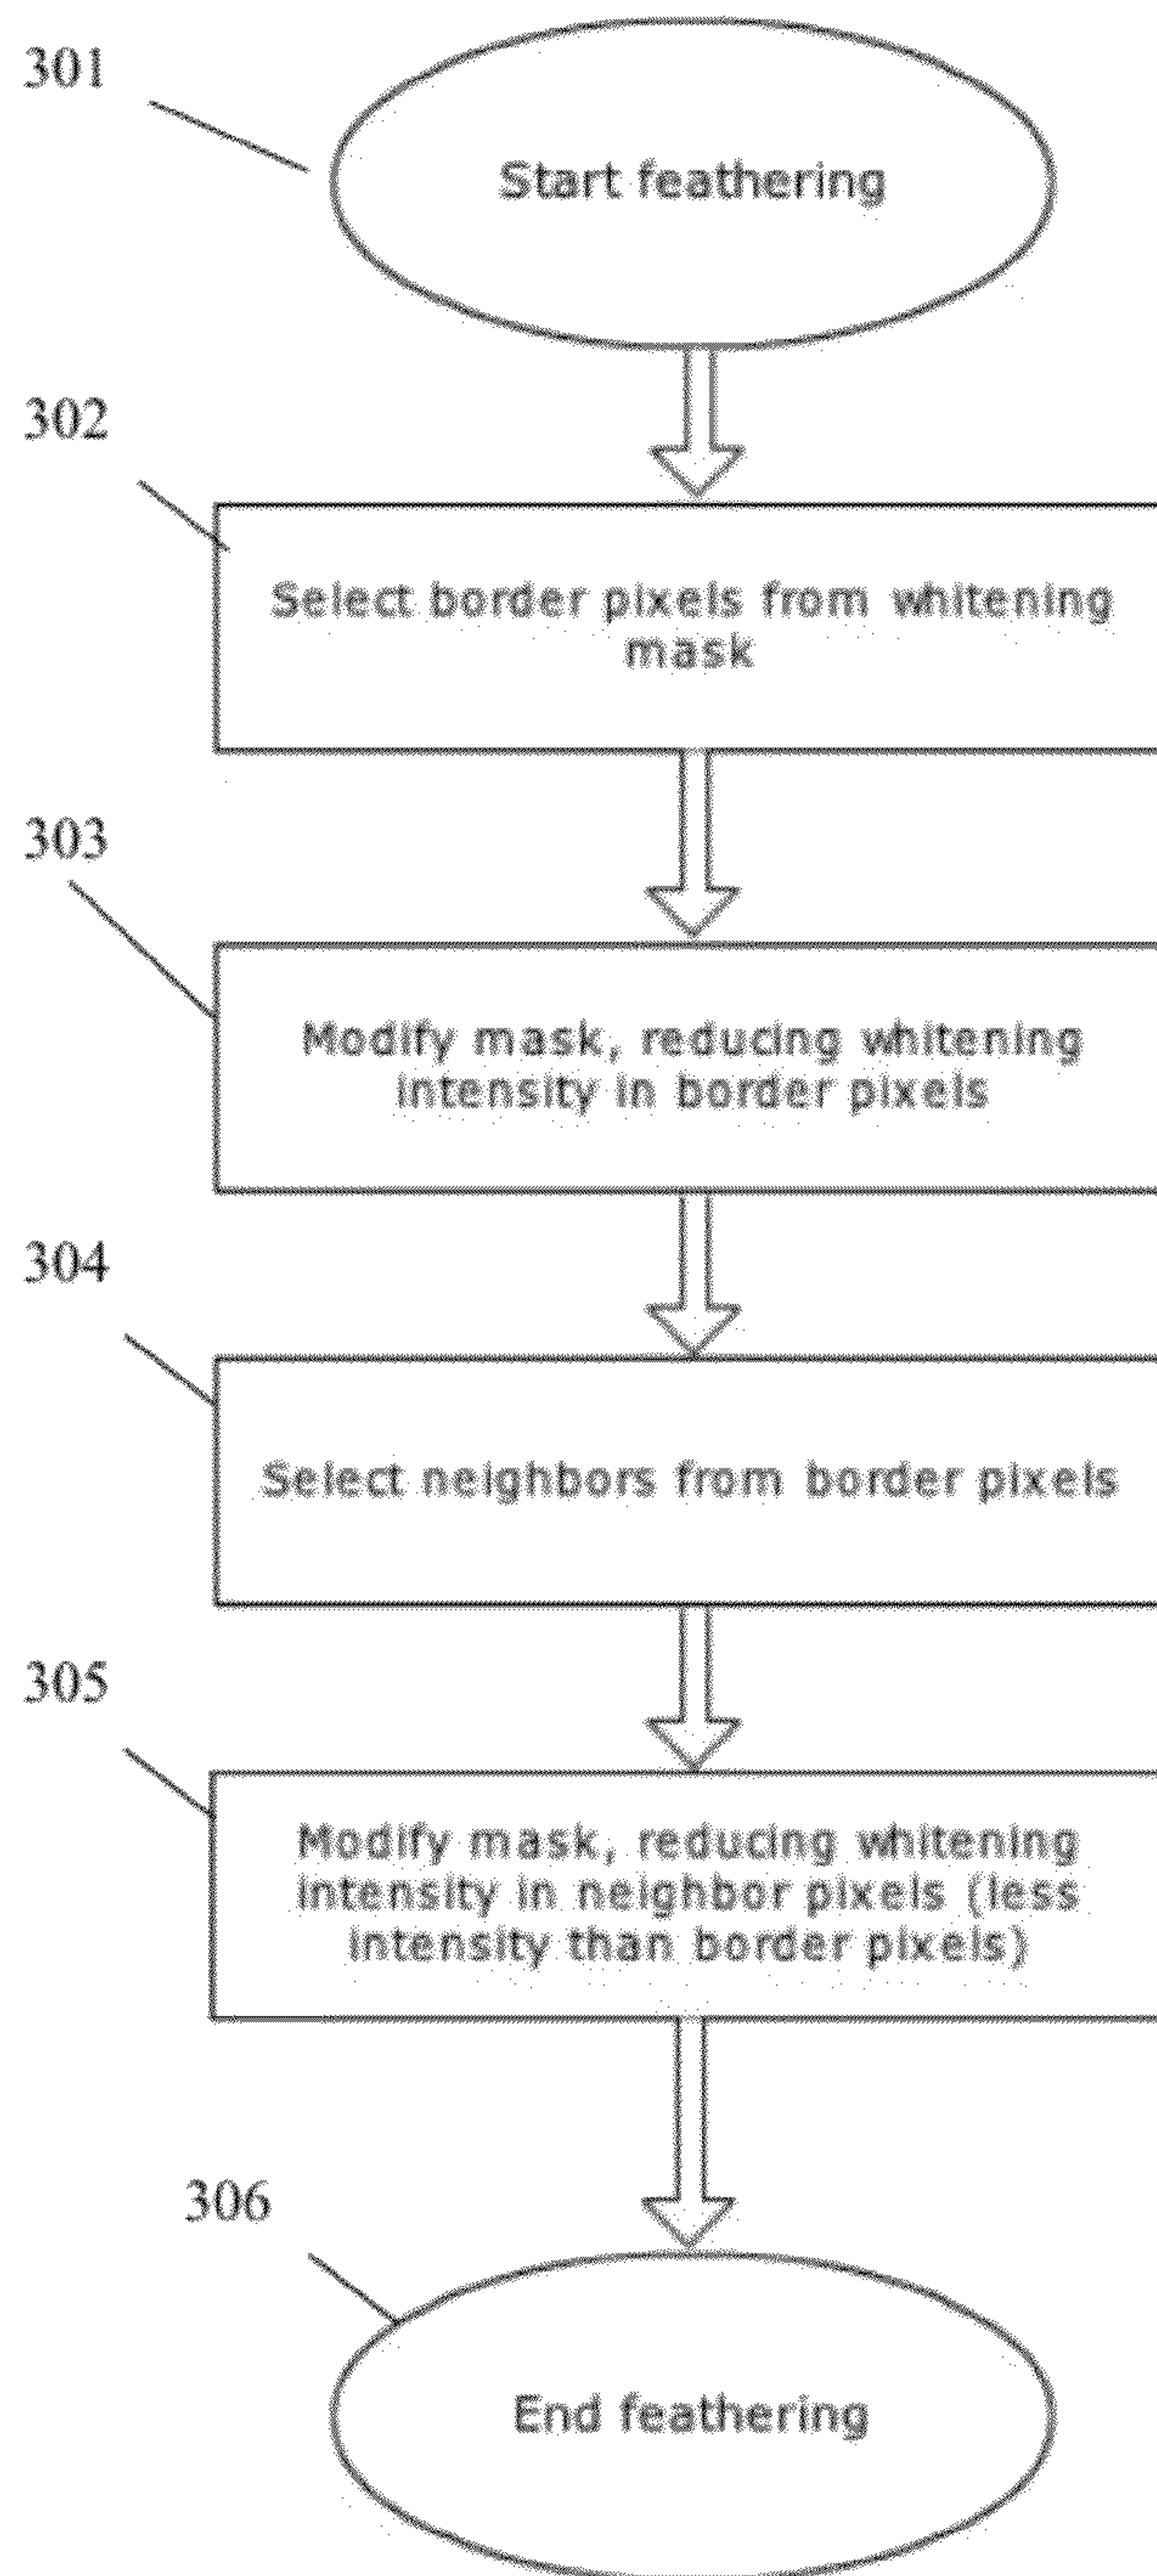 301
Start feathering
302
Select border pixels from whitening
mask
303
Modify mask, reducing whitening
intensity in border pixels
304
Select neighbors from border pixels
305
Modify mask, reducing whitening
intensity in neighbor pixels (less
intensity than border pixels)
306
End feathering